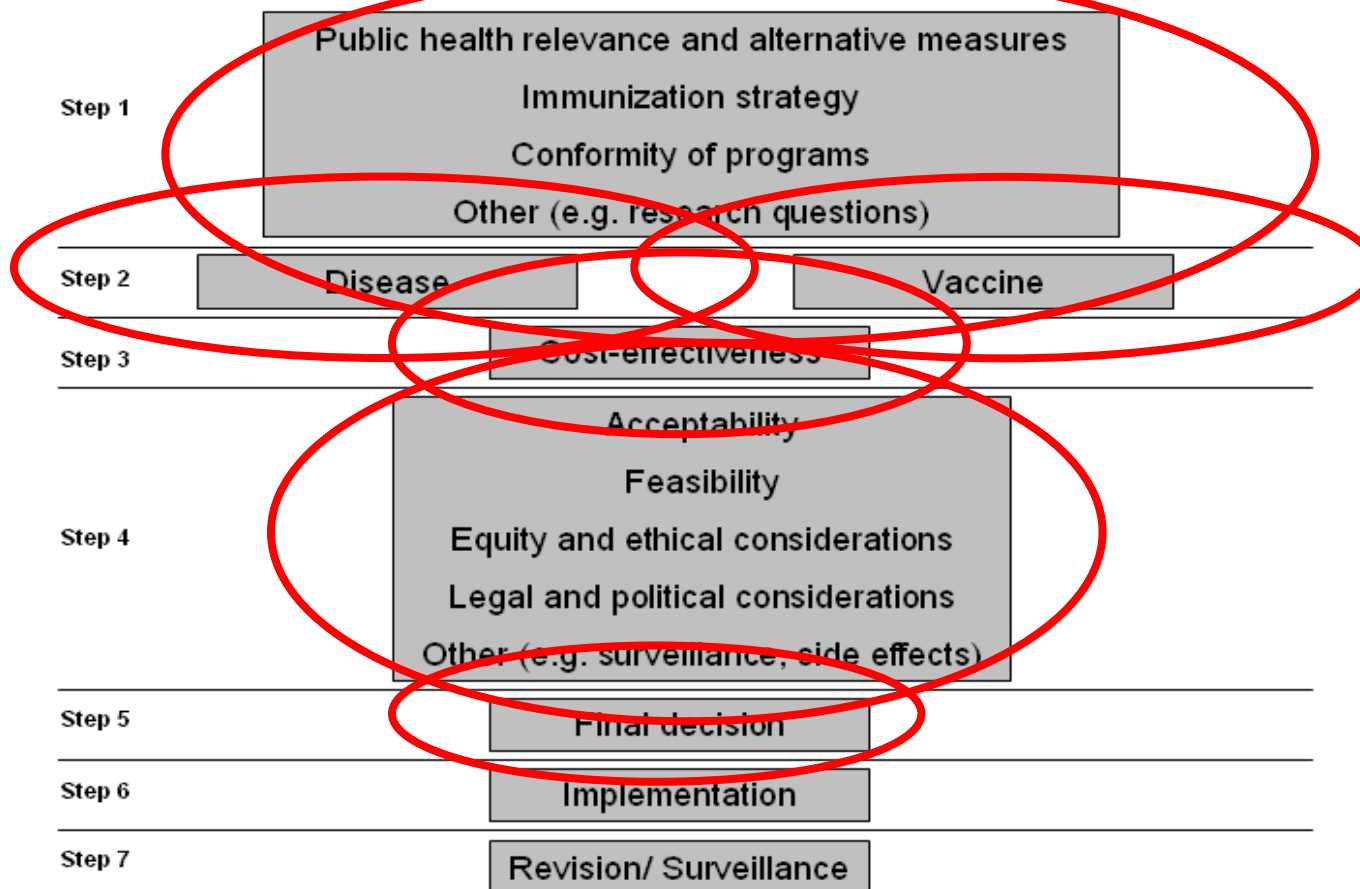 Step 1
Public health relevance and alternative measures
Immunization strategy
Conformity of programs
Other (e.g. research questions)
Step 2
Disease
Vaccine
Step 3
Cost-effectiveness
Step 4
Acceptability
Feasibility
Equity and ethical considerations
Legal and political considerations
Other (e.g. surveillance, side effects)
Step 5
Final decision
Step 6
Implementation
Step 7
Revision/ Surveillance